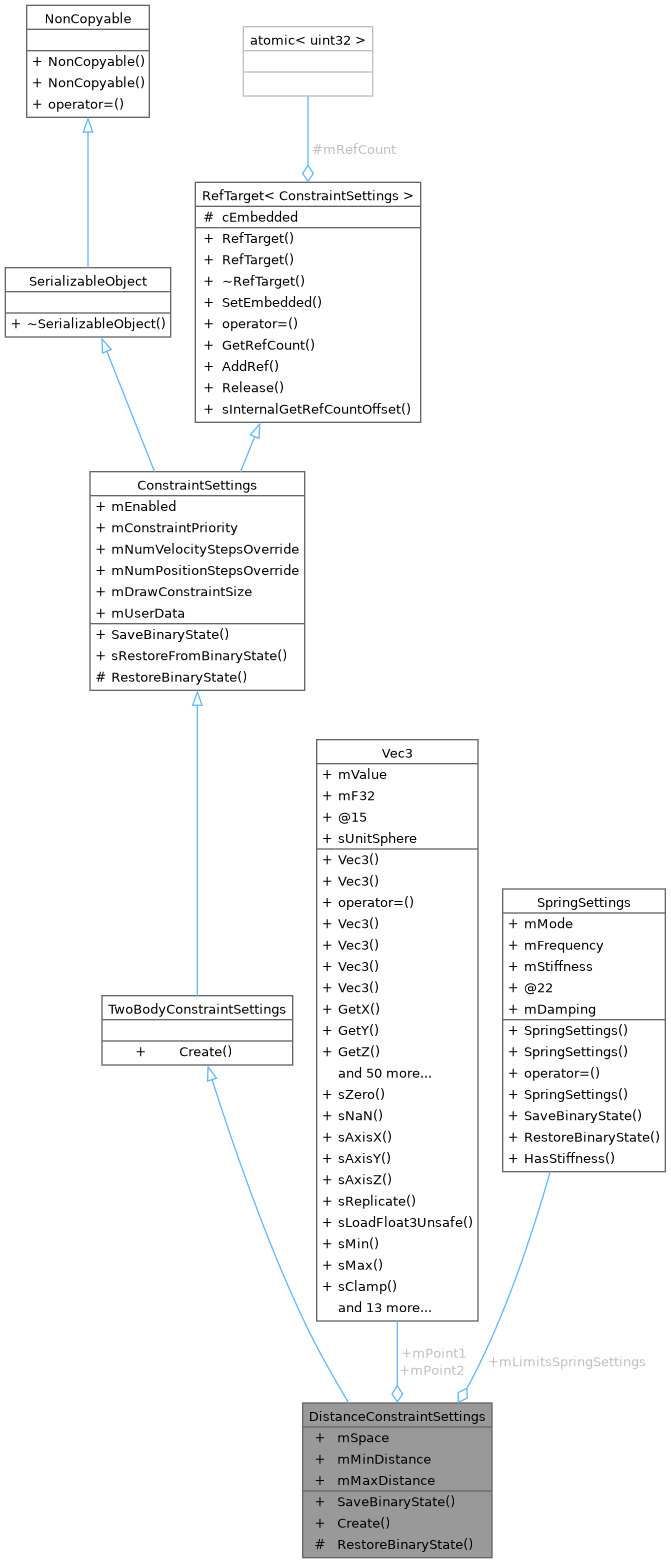 NonCopyable
+ NonCopyable()
+ NonCopyable()
+ operator=()
atomic< uint32 >
#mRefCount
RefTarget< ConstraintSettings >
# cEmbedded
+ RefTarget()
+ RefTarget()
+ ~RefTarget()
+ SetEmbedded()
+ operator=()
+ GetRefCount()
+ AddRef()
+ Release()
+ sInternalGetRefCountOffset()
SerializableObject
+ ~SerializableObject()
ConstraintSettings
+ mEnabled
+ mConstraintPriority
+ mNumVelocityStepsOverride
+ mNumPositionStepsOverride
+ mDrawConstraintSize
+ mUserData
+ SaveBinaryState()
+ sRestoreFromBinaryState()
# RestoreBinaryState()
Vec3
+ mValue
+ mF32
+ @15
+ sUnitSphere
+ Vec3()
+ Vec3()
+ operator=()
+ Vec3()
+ Vec3()
+ Vec3()
+ Vec3()
+ GetX()
+ GetY()
+ GetZ()
and 50 more...
+ sZero()
+ sNaN()
+ sAxisX()
+ sAxisY()
+ sAxisZ()
+ sReplicate()
+ sLoadFloat3Unsafe()
+ sMin()
+ sMax()
+ sClamp()
and 13 more...
SpringSettings
+ mMode
+ mFrequency
+ mStiffness
+ @22
+ mDamping
+ SpringSettings()
+ SpringSettings()
+ operator=()
+ SpringSettings()
+ SaveBinaryState()
+ RestoreBinaryState()
+ HasStiffness()
TwoBodyConstraintSettings
+ Create()
+mPoint1
+mPoint2
+mLimitsSpringSettings
DistanceConstraintSettings
+ mSpace
+ mMinDistance
+ mMaxDistance
+ SaveBinaryState()
+ Create()
# RestoreBinaryState()